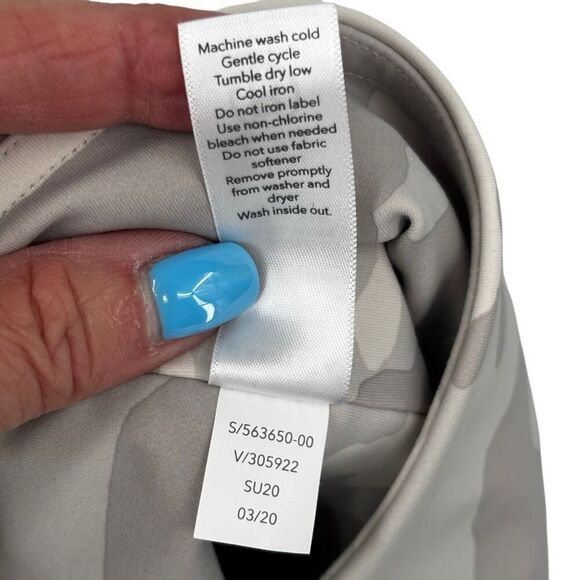 Machine wash cold
Gentle cycle
Tumble dry low
Cool iron
Do not iron label
Use non-chlorine
bleach when needed
Do not use fabric
softener
Remove promptly
from washer and
dryer
Wash inside out.
S/563650-00
V/305922
SU20
03/20